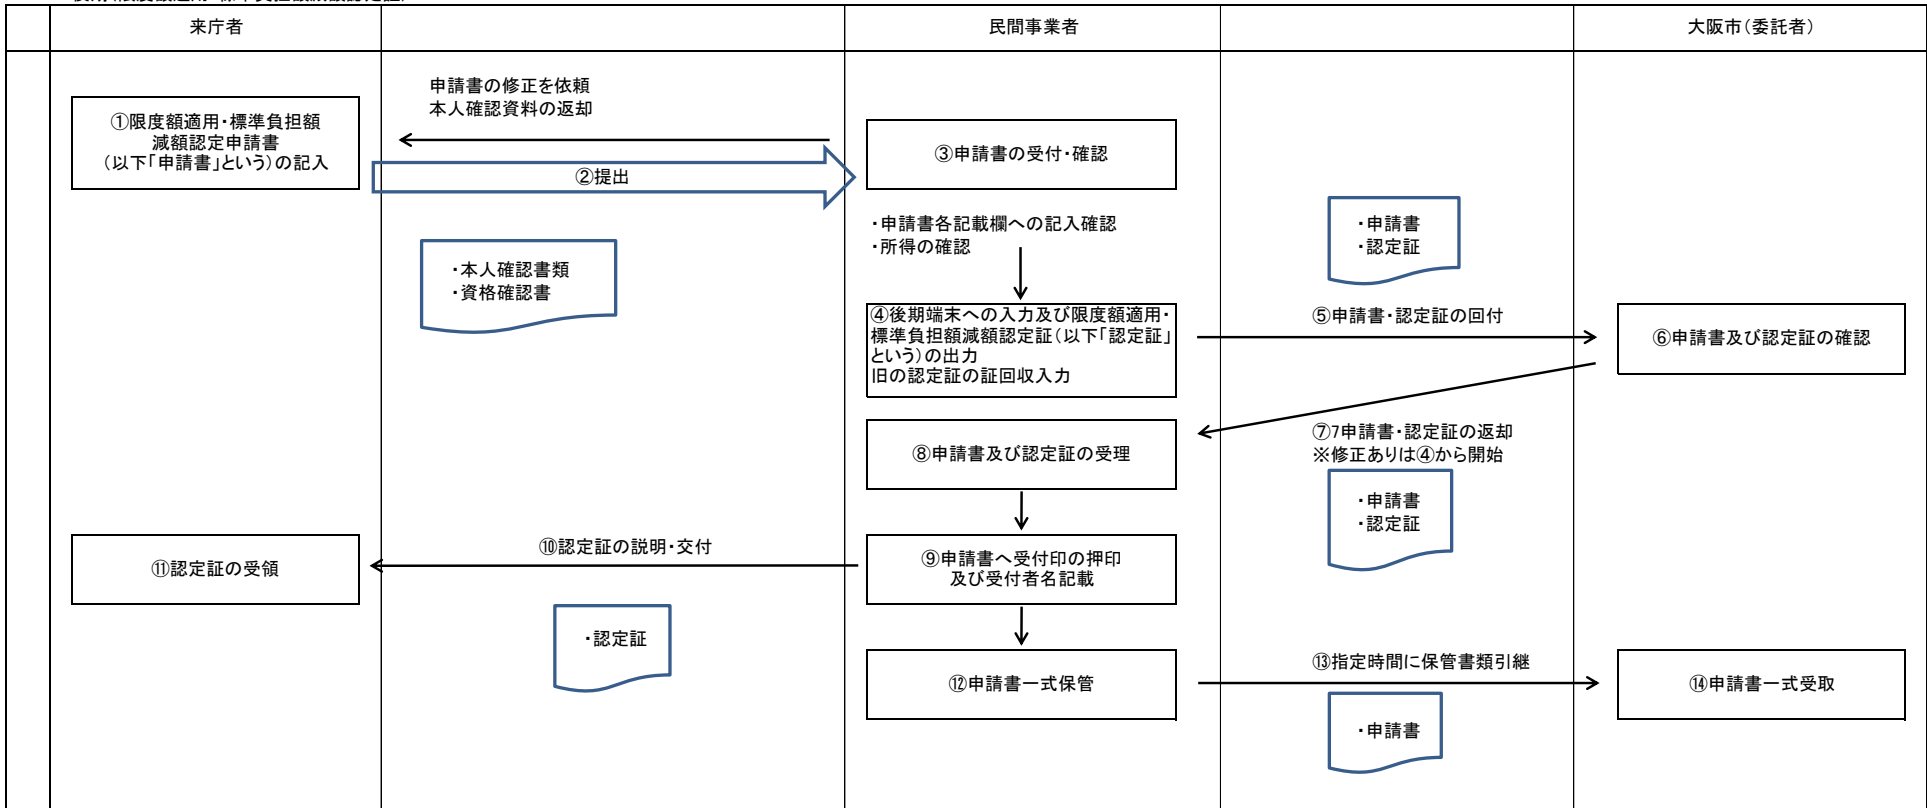 来庁者
民間事業者
大阪市（委託者）
申請書の修正を依頼
本人確認資料の返却
①限度額適用・標準負担額
減額認定申請書
（以下「申請書」という）の記入
②提出
③申請書の受付・確認
・申請書各記載欄への記入確認
・所得の確認
・本人確認書類
・資格確認書
・申請書
・認定証
④後期端末への入力及び限度額適用・
標準負担額減額認定証（以下「認定証」
という）の出力
旧の認定証の証回収入力
⑤申請書・認定証の回付
⑥申請書及び認定証の確認
⑦7申請書・認定証の返却
※修正ありは④から開始
⑧申請書及び認定証の受理
・申請書
・認定証
⑨申請書へ受付印の押印
及び受付者名記載
⑩認定証の説明・交付
⑪認定証の受領
・認定証
⑫申請書一式保管
⑬指定時間に保管書類引継
⑭申請書一式受取
・申請書